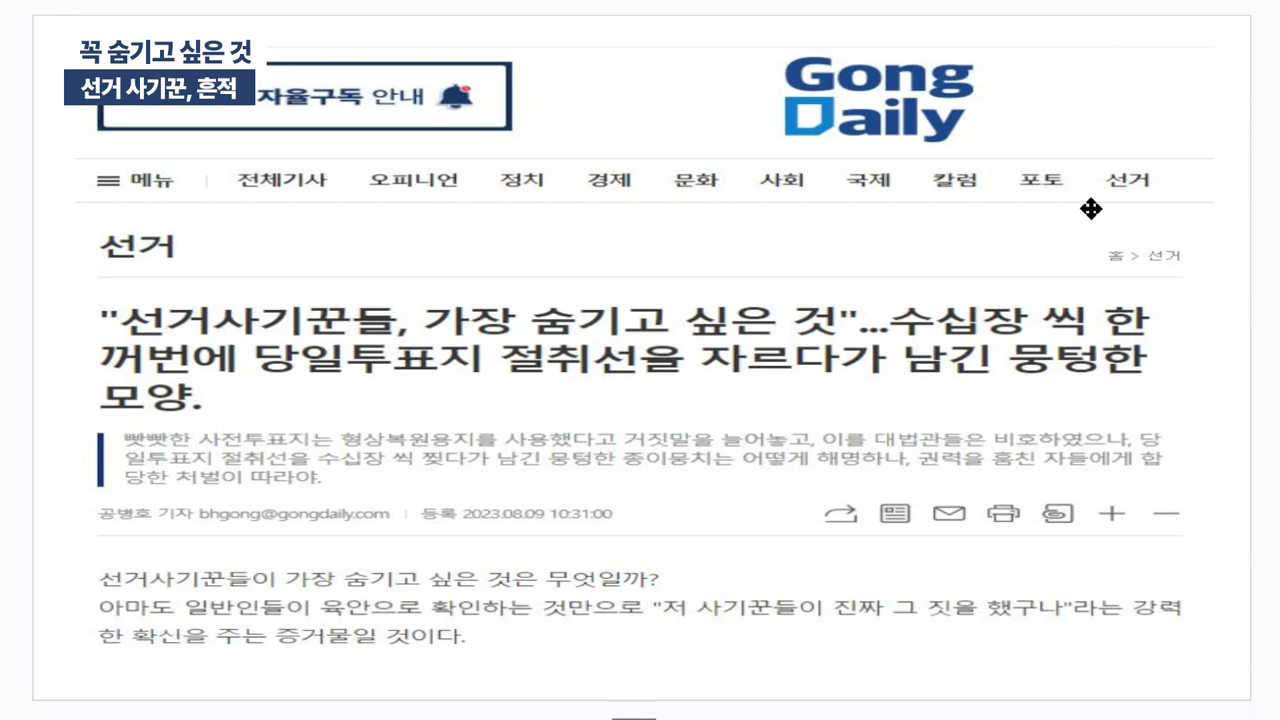 꼭 숨기고 싶은 것
선거 사기꾼, 흔적
자율구독 안내
Gong
Daily
메뉴 전체기사 오피니언 정치 경제 문화 사회 국제 칼럼 포토 선거
선거
홈 > 선거
"선거사기꾼들, 가장 숨기고 싶은 것"...수십장 씩 한
꺼번에 당일투표지 절취선을 자르다가 남긴 뭉텅한
모양.
빳빳한 사전투표지는 형상복원용지를 사용했다고 거짓말을 늘어놓고, 이를 대법관들은 비호하였으나, 당
일투표지 절취선을 수십장 씩 찢다가 남긴 뭉텅한 종이뭉치는 어떻게 해명하나, 권력을 훔친 자들에게 합
당한 처벌이 따라야.
공병호 기자 bhgong@gongdaily.com 등록 2023.08.09 10:31:00
선거사기꾼들이 가장 숨기고 싶은 것은 무엇일까?
아마도 일반인들이 육안으로 확인하는 것만으로 "저 사기꾼들이 진짜 그 짓을 했구나"라는 강력
한 확신을 주는 증거물일 것이다.